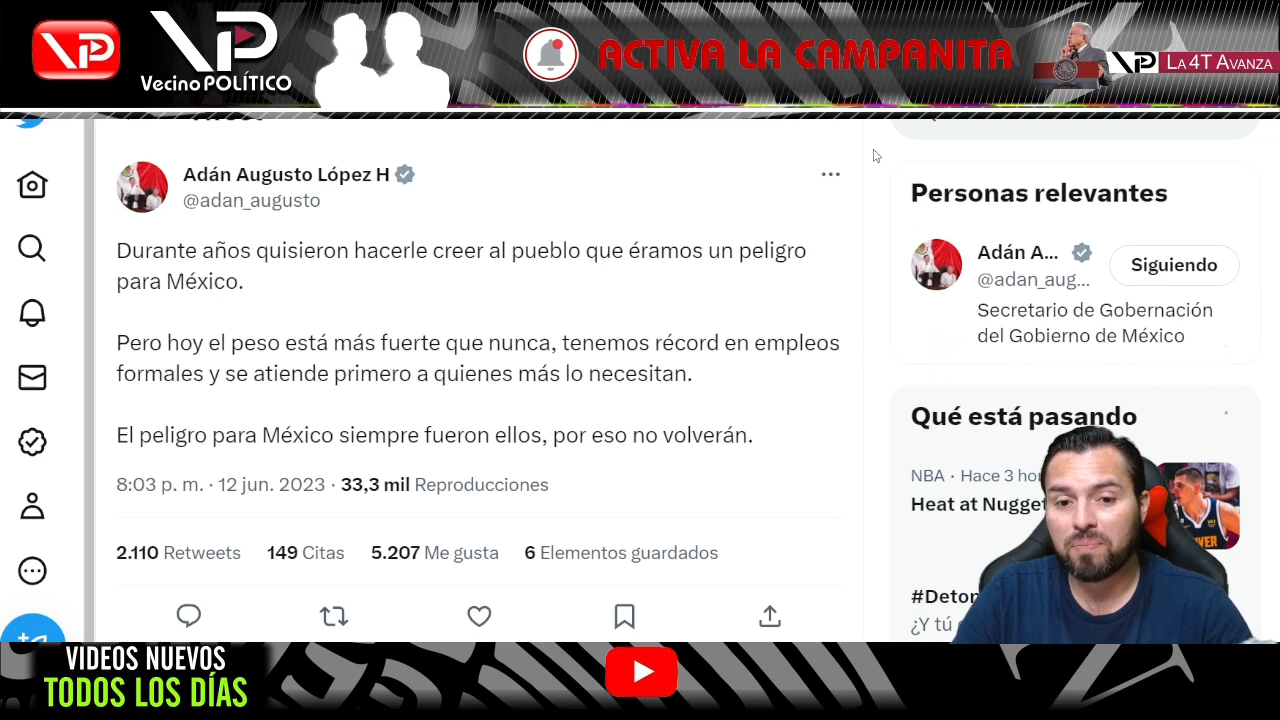 VP
VP
Vecino POLÍTICO
ACTIVA LA CAMPANITA
VP LA 4T AVANZA
Adán Augusto López H
@adan_augusto
Durante años quisieron hacerle creer al pueblo que éramos un peligro
para México.
Pero hoy el peso está más fuerte que nunca, tenemos récord en empleos
formales y se atiende primero a quienes más lo necesitan.
El peligro para México siempre fueron ellos, por eso no volverán.
8:03 p. m. · 12 jun. 2023 · 33,3 mil Reproducciones
2.110 Retweets 149 Citas 5.207 Me gusta 6 Elementos guardados
Personas relevantes
Adán A...
@adan_aug...
Siguiendo
Secretario de Gobernación
del Gobierno de México
Qué está pasando
NBA · Hace 3
Heat at
¿Y tú
VIDEOS NUEVOS
TODOS LOS DÍAS